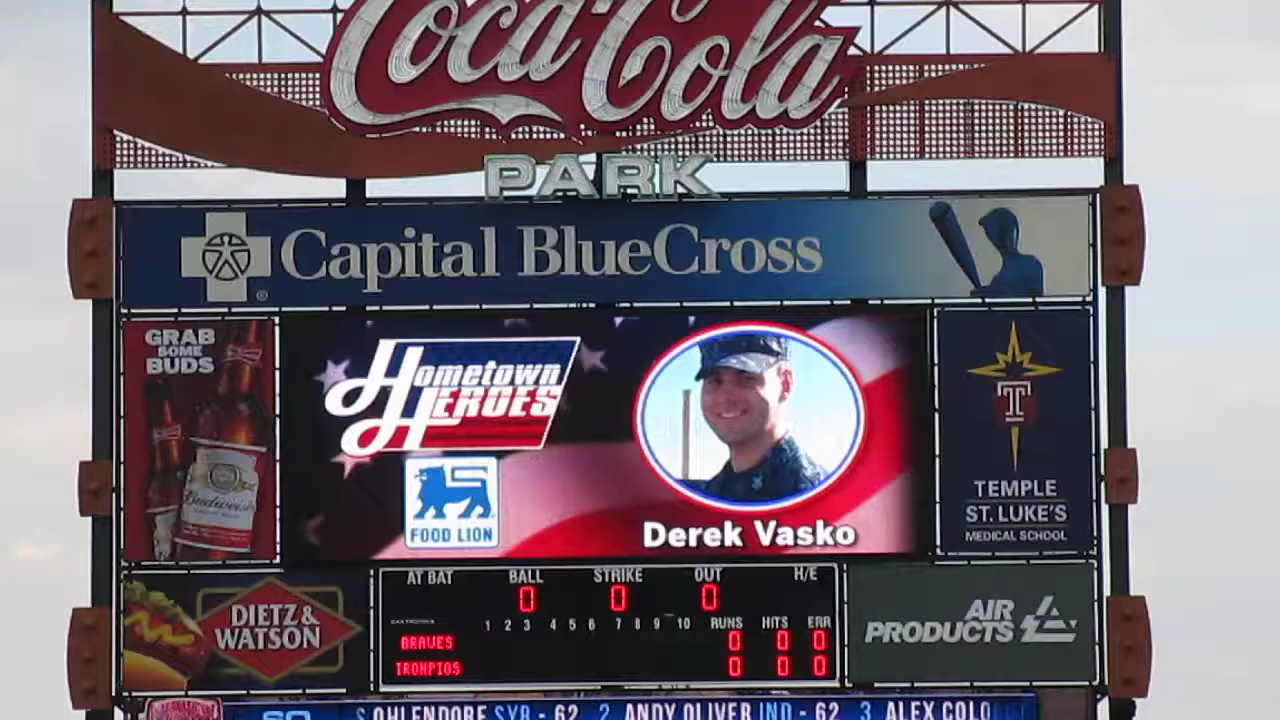 Coca-Cola
PARK
Capital BlueCross
®
GRAB
SOME
BUDS
Budweiser
Hometown
HEROES
FOOD LION
Derek Vasko
T
TEMPLE
ST. LUKE'S
MEDICAL SCHOOL
DIETZ &
WATSON
AT BAT BALL STRIKE OUT H/E
0 0 0
DAKTRONICS 1 2 3 4 5 6 7 8 9 10 RUNS HITS ERR
BRAVES 0 0 0
IRONPIGS 0 0 0
AIR
PRODUCTS
SO S OHLENDORF SYR - 62 2 ANDY OLIVER IND - 62 3 ALEX COLO